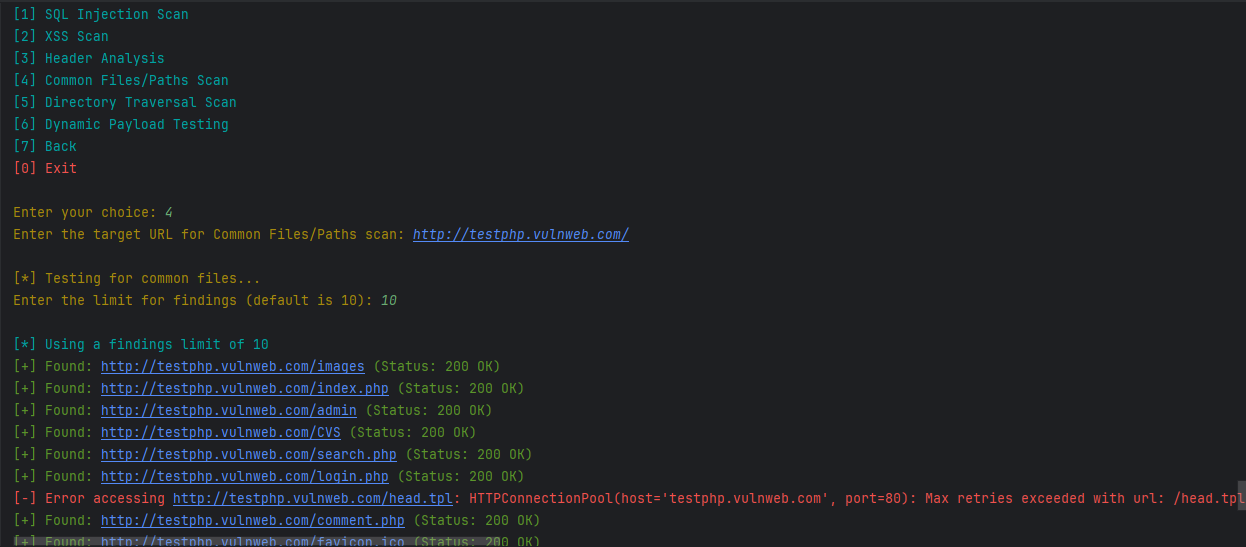 [1] SQL Injection Scan
[2] XSS Scan
[3] Header Analysis
[4] Common Files/Paths Scan
[5] Directory Traversal Scan
[6] Dynamic Payload Testing
[7] Back
[0] Exit
Enter your choice: 4
Enter the target URL for Common Files/Paths scan: http://testphp.vulnweb.com/
[*] Testing for common files...
Enter the limit for findings (default is 10): 10
[*] Using a findings limit of 10
[+] Found: http://testphp.vulnweb.com/images (Status: 200 OK)
[+] Found: http://testphp.vulnweb.com/index.php (Status: 200 OK)
[+] Found: http://testphp.vulnweb.com/admin (Status: 200 OK)
[+] Found: http://testphp.vulnweb.com/CVS (Status: 200 OK)
[+] Found: http://testphp.vulnweb.com/search.php (Status: 200 OK)
[+] Found: http://testphp.vulnweb.com/login.php (Status: 200 OK)
[-] Error accessing http://testphp.vulnweb.com/head.tpl: HTTPConnectionPool(host='testphp.vulnweb.com', port=80): Max retries exceeded with url: /head.tpl
[+] Found: http://testphp.vulnweb.com/comment.php (Status: 200 OK)
[+] Found: http://testphp.vulnweb.com/favicon.ico (Status: 200 OK)